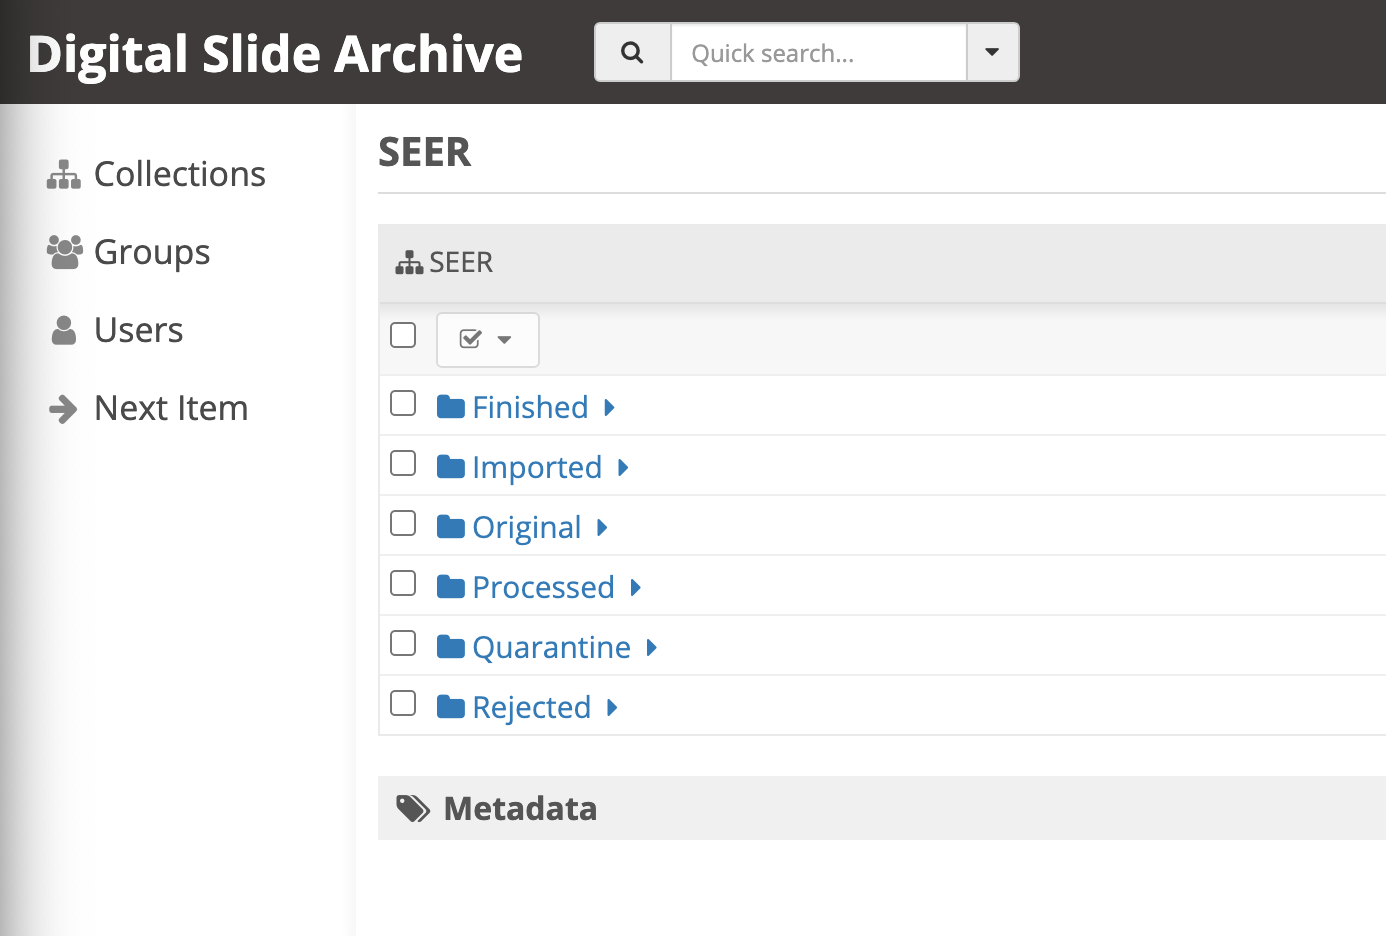 Digital Slide Archive
Quick search...
Collections
Groups
Users
Next Item
SEER
SEER
Finished
Imported
Original
Processed
Quarantine
Rejected
Metadata